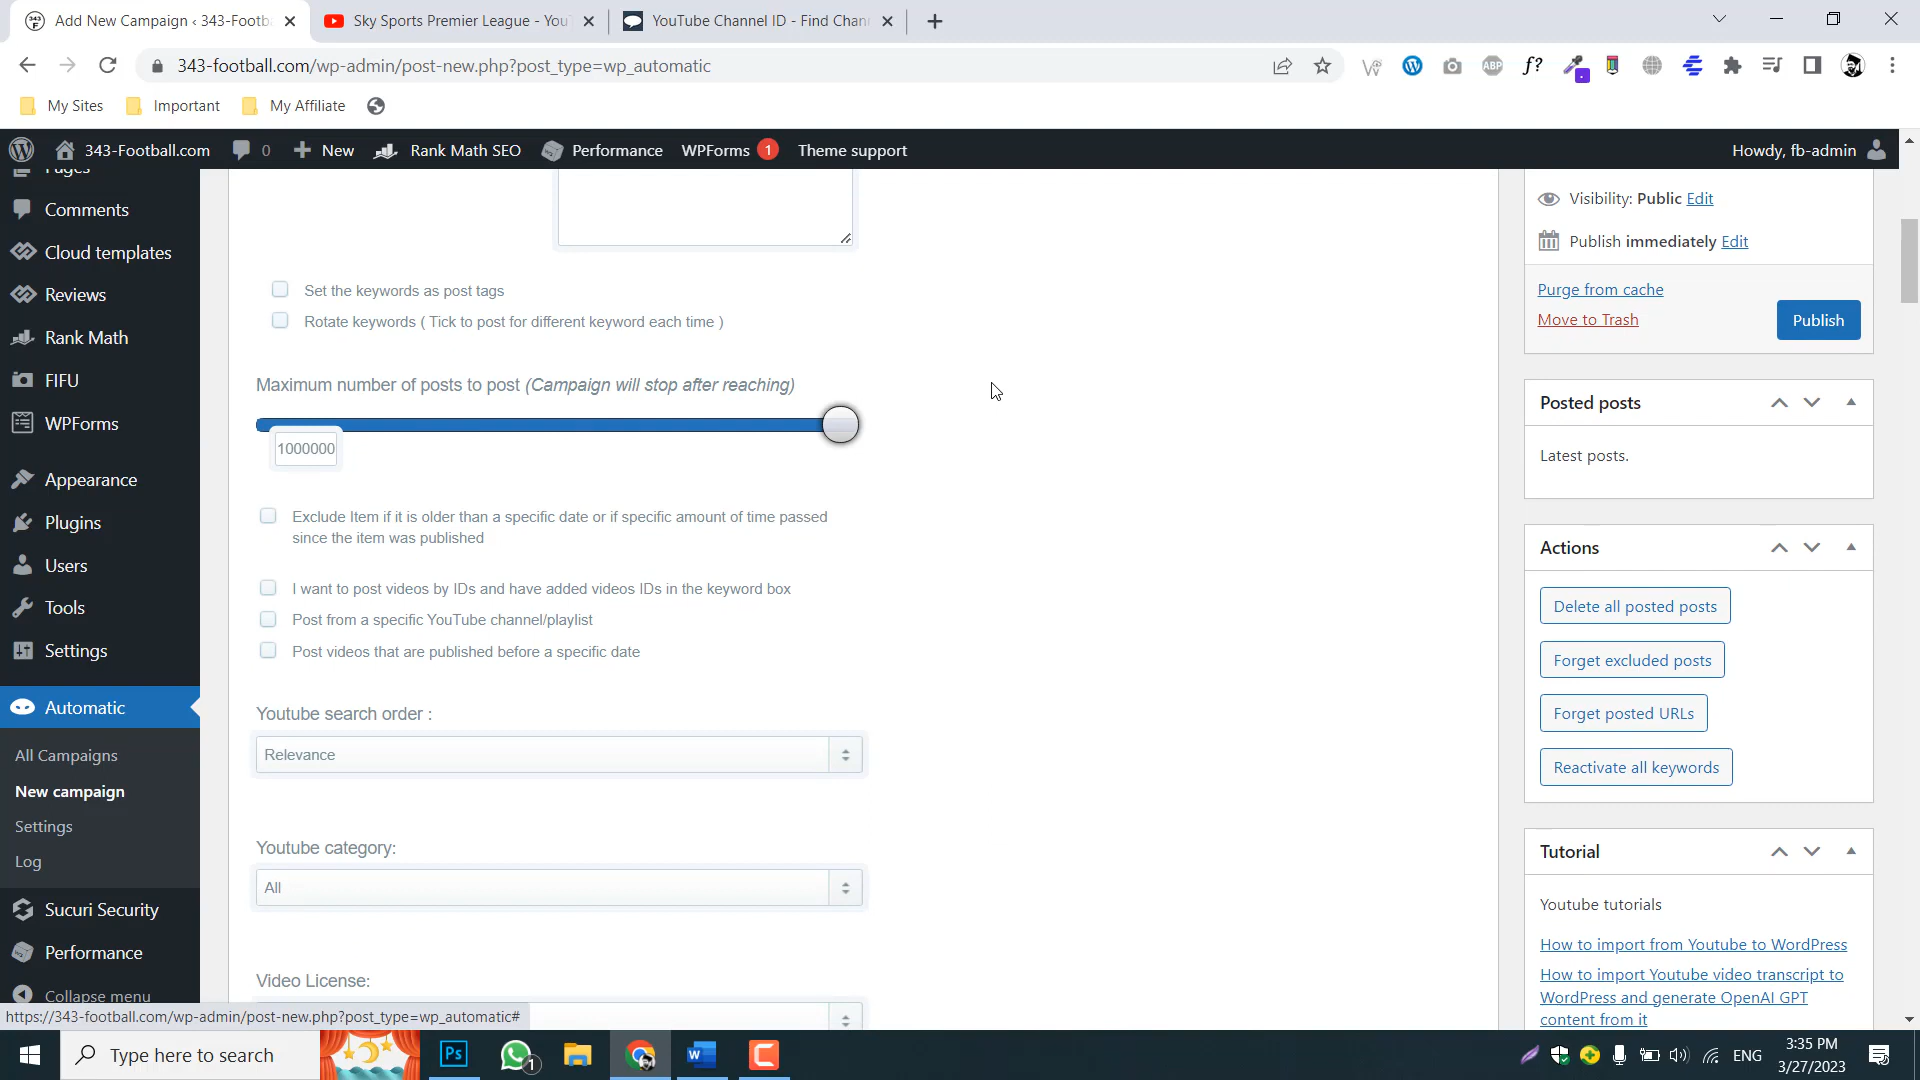 Add New Campaign ‹ 343-Footb
Sky Sports Premier League - You
YouTube Channel ID - Find Chan
343-football.com/wp-admin/post-new.php?post_type=wp_automatic
ABP
f?
My Sites
Important
My Affiliate
343-Football.com
0
New
Rank Math SEO
Performance
WPForms 1
Theme support
Howdy, fb-admin
Pages
Comments
Cloud templates
Reviews
Rank Math
FIFU
WPForms
Appearance
Plugins
Users
Tools
Settings
Automatic
All Campaigns
New campaign
Settings
Log
Sucuri Security
Performance
Collapse menu
https://343-football.com/wp-admin/post-new.php?post_type=wp_automatic#
Set the keywords as post tags
Rotate keywords ( Tick to post for different keyword each time )
Maximum number of posts to post (Campaign will stop after reaching)
1000000
Exclude Item if it is older than a specific date or if specific amount of time passed
since the item was published
I want to post videos by IDs and have added videos IDs in the keyword box
Post from a specific YouTube channel/playlist
Post videos that are published before a specific date
Youtube search order :
Relevance
Youtube category:
All
Video License:
Visibility: Public Edit
Publish immediately Edit
Purge from cache
Move to Trash
Publish
Posted posts
Latest posts.
Actions
Delete all posted posts
Forget excluded posts
Forget posted URLs
Reactivate all keywords
Tutorial
Youtube tutorials
How to import from Youtube to WordPress
How to import Youtube video transcript to
WordPress and generate OpenAI GPT
content from it
Type here to search
Ps
1
W
ENG
3:35 PM
3/27/2023